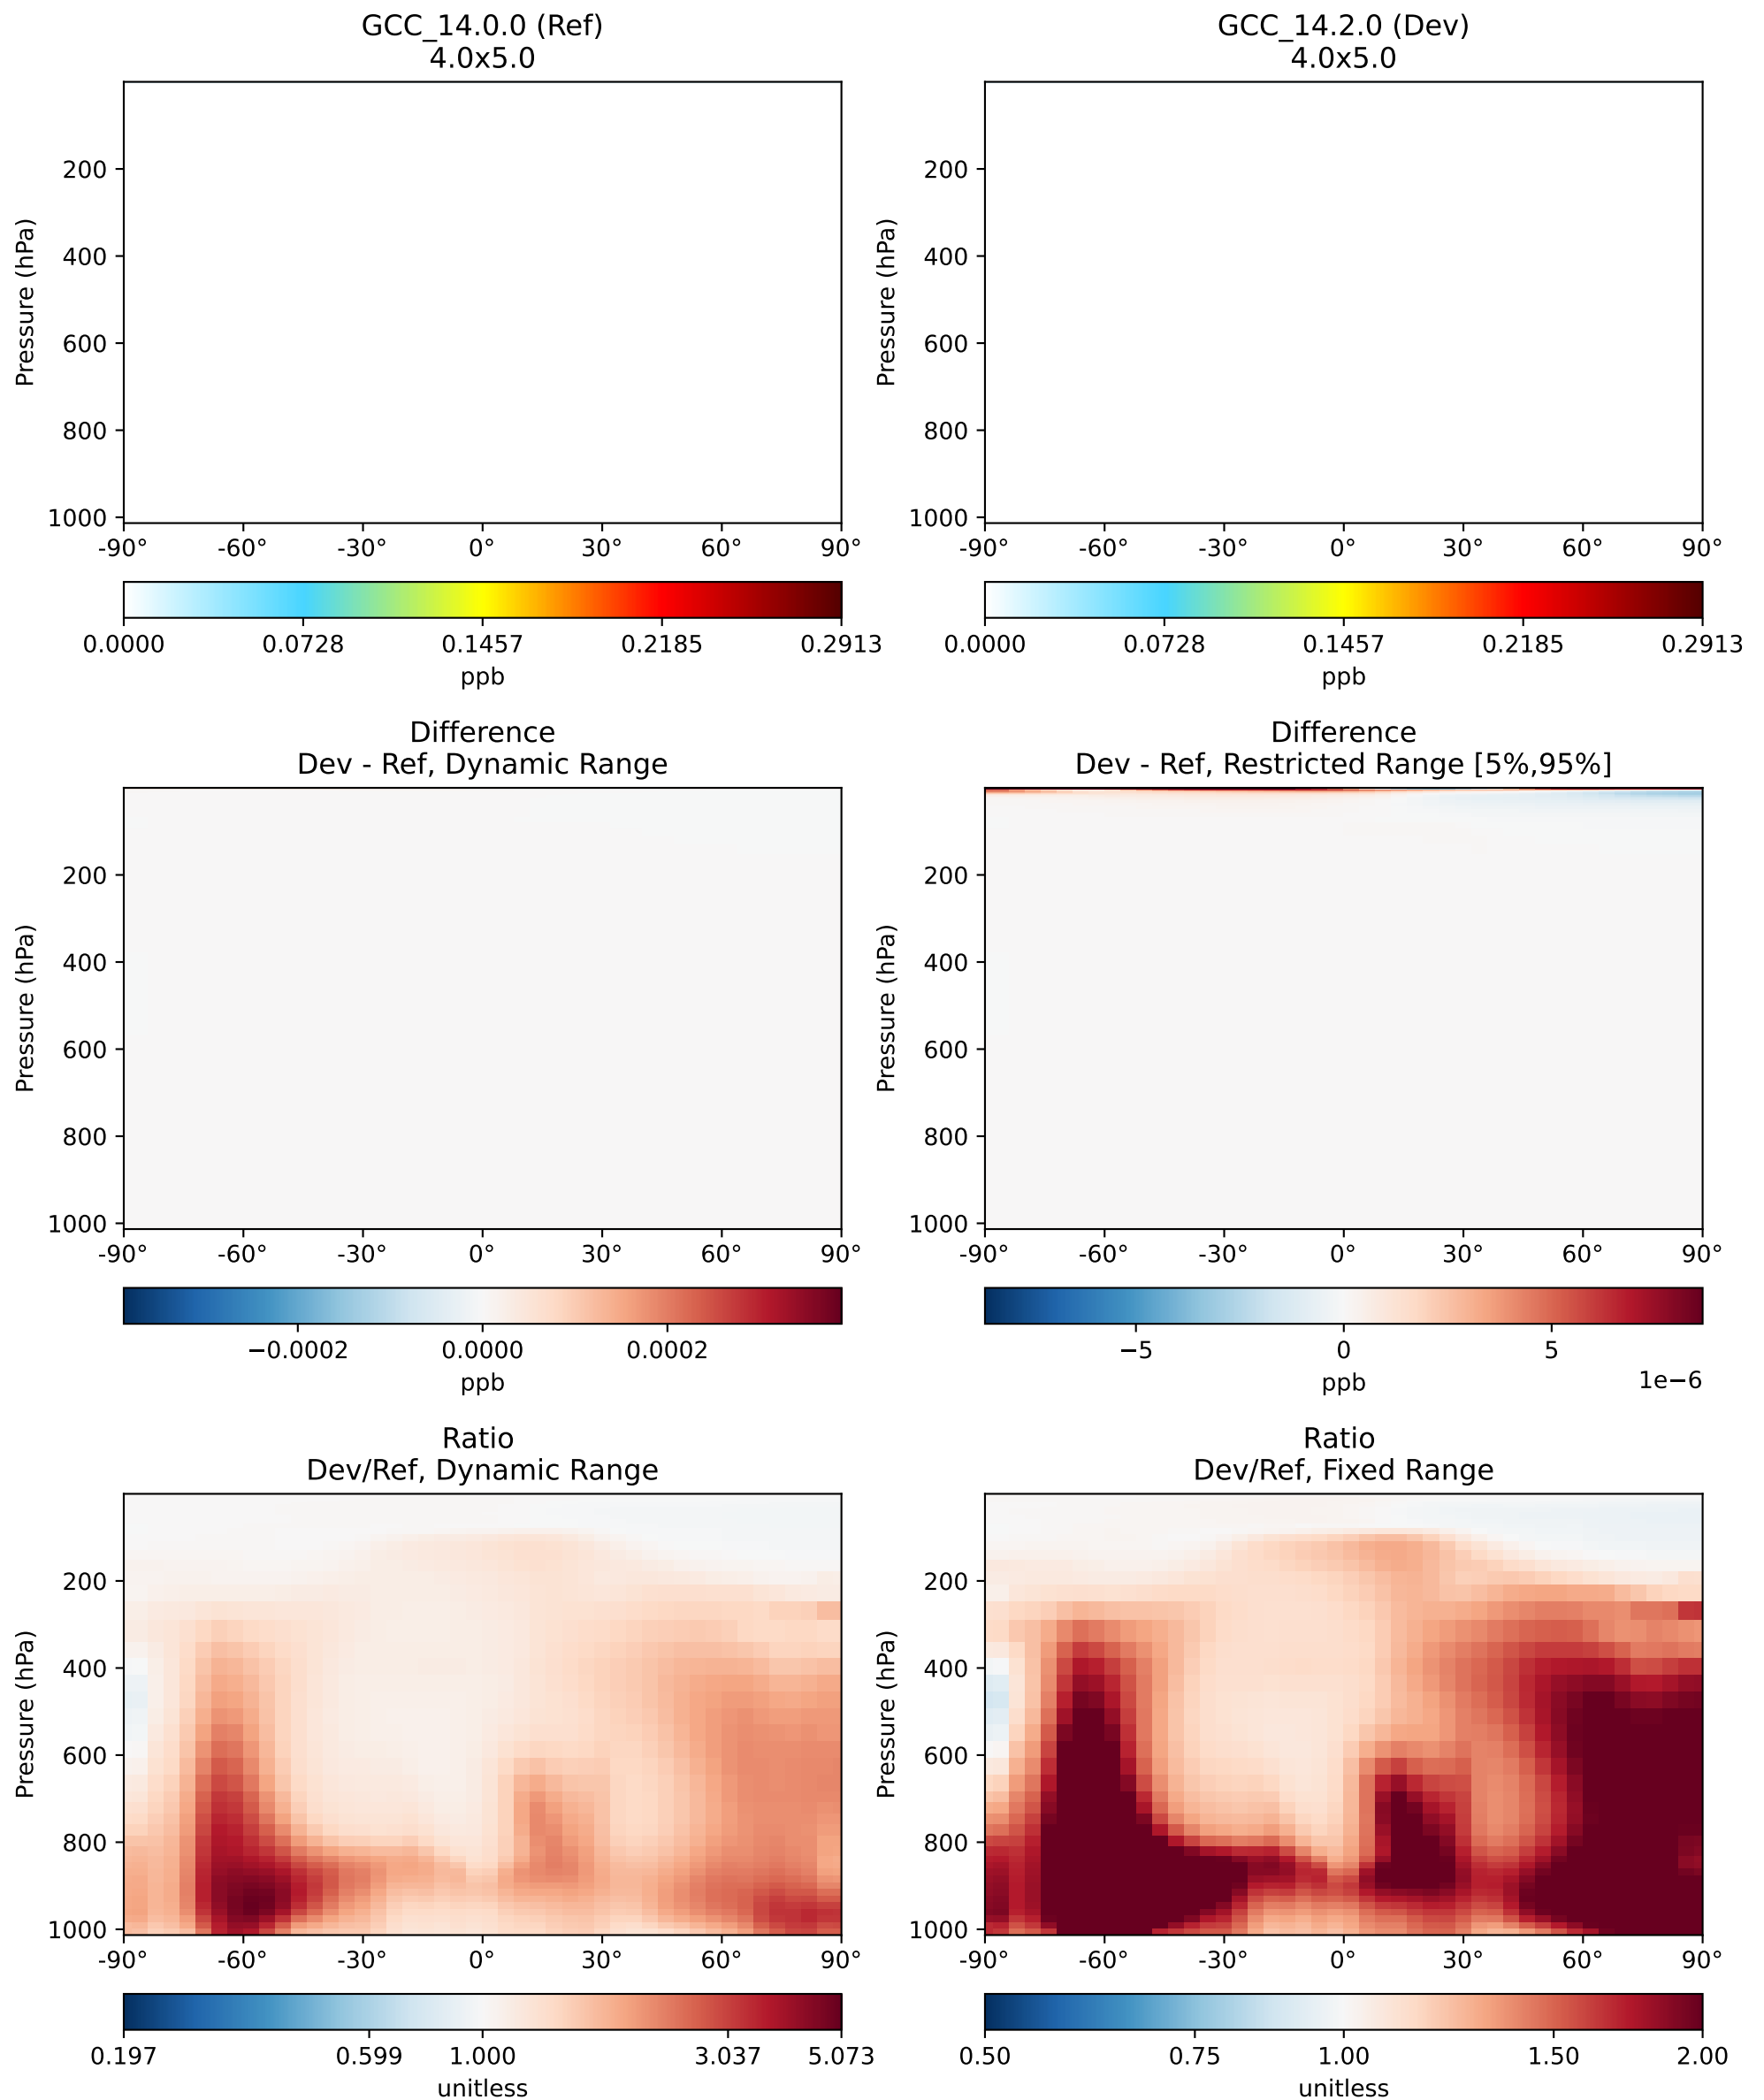 GCC_14.0.0 (Ref)
4.0x5.0
Pressure (hPa)
200
400
600
800
1000
-90° -60° -30° 0° 30° 60° 90°
0.0000 0.0728 0.1457 0.2185 0.2913
ppb
GCC_14.2.0 (Dev)
4.0x5.0
Pressure (hPa)
200
400
600
800
1000
-90° -60° -30° 0° 30° 60° 90°
0.0000 0.0728 0.1457 0.2185 0.2913
ppb
Difference
Dev - Ref, Dynamic Range
Pressure (hPa)
200
400
600
800
1000
-90° -60° -30° 0° 30° 60° 90°
−0.0002 0.0000 0.0002
ppb
Difference
Dev - Ref, Restricted Range [5%,95%]
Pressure (hPa)
200
400
600
800
1000
-90° -60° -30° 0° 30° 60° 90°
−5 0 5
ppb
1e−6
Ratio
Dev/Ref, Dynamic Range
Pressure (hPa)
200
400
600
800
1000
-90° -60° -30° 0° 30° 60° 90°
0.197 0.599 1.000 3.037 5.073
unitless
Ratio
Dev/Ref, Fixed Range
Pressure (hPa)
200
400
600
800
1000
-90° -60° -30° 0° 30° 60° 90°
0.50 0.75 1.00 1.50 2.00
unitless